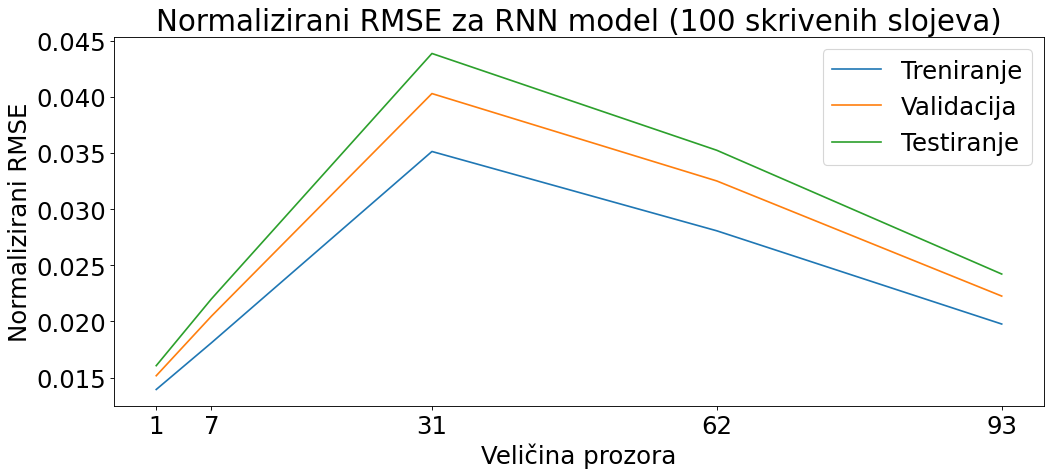 Normalizirani RMSE za RNN model (100 skrivenih slojeva)
0.045
0.040
0.035
0.030
0.025
0.020
0.015
Normalizirani RMSE
Treniranje
Validacija
Testiranje
1 7 31 62 93
Veličina prozora